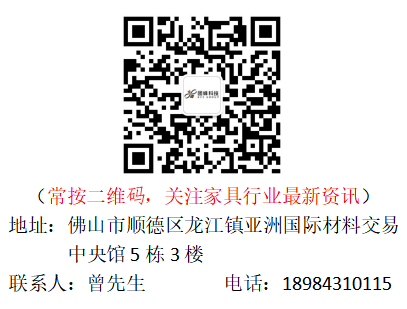 （常按二维码，关注家具行业最新资讯）
地址：佛山市顺德区龙江镇亚洲国际材料交易
中央馆 5 栋 3 楼
联系人：曾先生 电话：18984310115